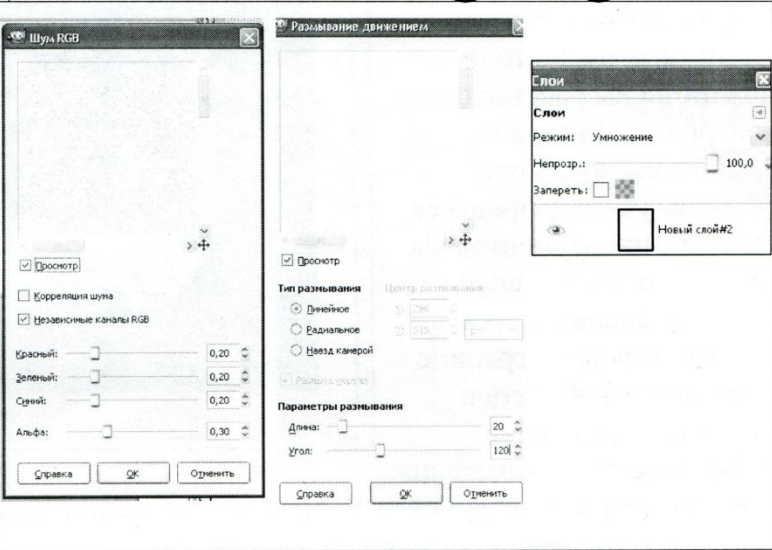 Шум RGB
Просмотр
Корреляция шума
Независимые каналы RGB
Красный: 0,20
Зеленый: 0,20
Синий: 0,20
Альфа: 0,30
Справка ОК Отменить
Размывание движением
Просмотр
Тип размывания Центр размывания
Линейное
Радиальное
Наезд камерой
Параметры размывания
Длина: 20
Угол: 120
Справка ОК Отменить
Слои
Слои
Режим: Умножение
Непрозр.: 100,0
Запереть:
Новый слой#2